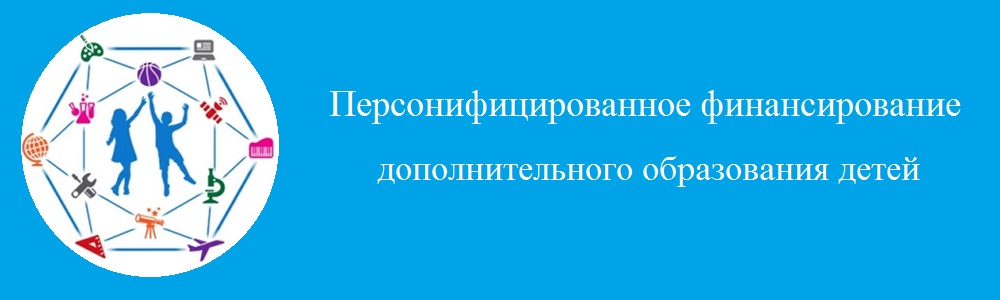 Персонифицированное финансирование
дополнительного образования детей